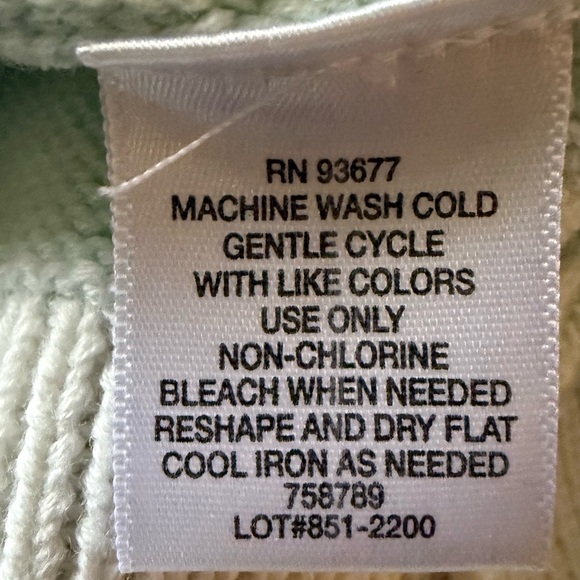 RN 93677
MACHINE WASH COLD
GENTLE CYCLE
WITH LIKE COLORS
USE ONLY
NON-CHLORINE
BLEACH WHEN NEEDED
RESHAPE AND DRY FLAT
COOL IRON AS NEEDED
758789
LOT#851-2200